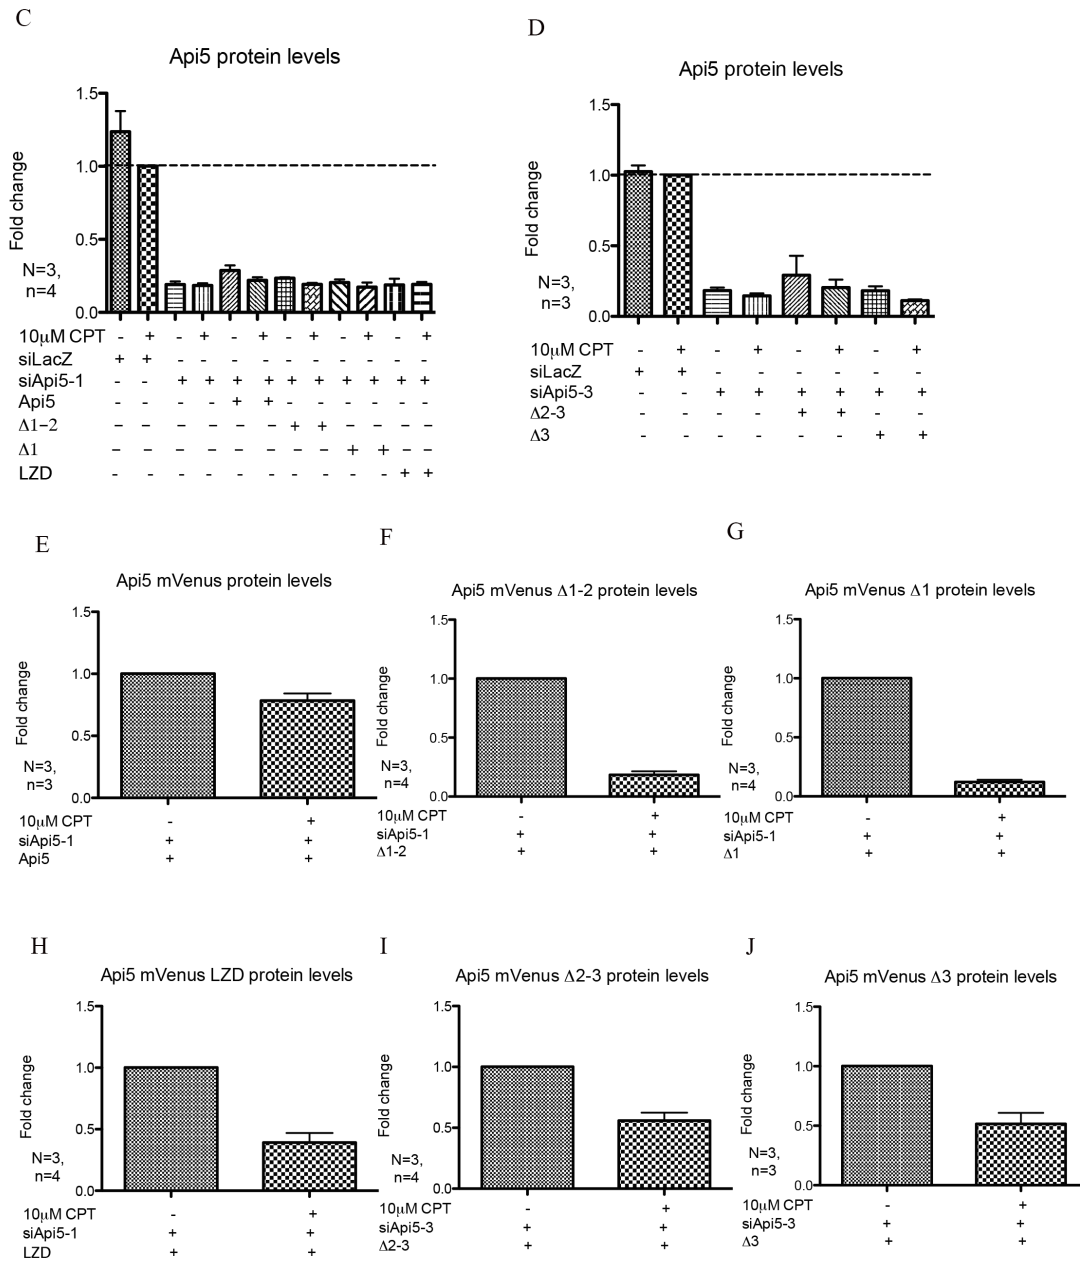 C
Api5 protein levels
1.5
1.0
0.5
0.0
Fold change
N=3,
n=4
10μM CPT - + - + - + - + - + - +
siLacZ + + - - - - - - - - - -
siApi5-1 - - + + + + + + + + + +
Api5 - - - - + + - - - - - -
Δ1-2 - - - - - - + + - - - -
Δ1 - - - - - - - - + + - -
LZD - - - - - - - - - - + +
D
Api5 protein levels
1.5
1.0
0.5
0.0
Fold change
N=3,
n=3
10μM CPT - + - + - + - +
siLacZ + + - - - - - -
siApi5-3 - - + + + + + +
Δ2-3 - - - - + + - -
Δ3 - - - - - - + +
E
Api5 mVenus protein levels
1.5
1.0
0.5
0.0
Fold change
N=3,
n=3
10μM CPT - +
siApi5-1 + +
Api5 + +
F
Api5 mVenus Δ1-2 protein levels
1.5
1.0
0.5
0.0
Fold change
N=3,
n=4
10μM CPT - +
siApi5-1 + +
Δ1-2 + +
G
Api5 mVenus Δ1 protein levels
1.5
1.0
0.5
0.0
Fold change
N=3,
n=4
10μM CPT - +
siApi5-1 + +
Δ1 + +
H
Api5 mVenus LZD protein levels
1.5
1.0
0.5
0.0
Fold change
N=3,
n=4
10μM CPT - +
siApi5-1 + +
LZD + +
I
Api5 mVenus Δ2-3 protein levels
1.5
1.0
0.5
0.0
Fold change
N=3,
n=4
10μM CPT - +
siApi5-3 + +
Δ2-3 + +
J
Api5 mVenus Δ3 protein levels
1.5
1.0
0.5
0.0
Fold change
N=3,
n=3
10μM CPT - +
siApi5-3 + +
Δ3 + +